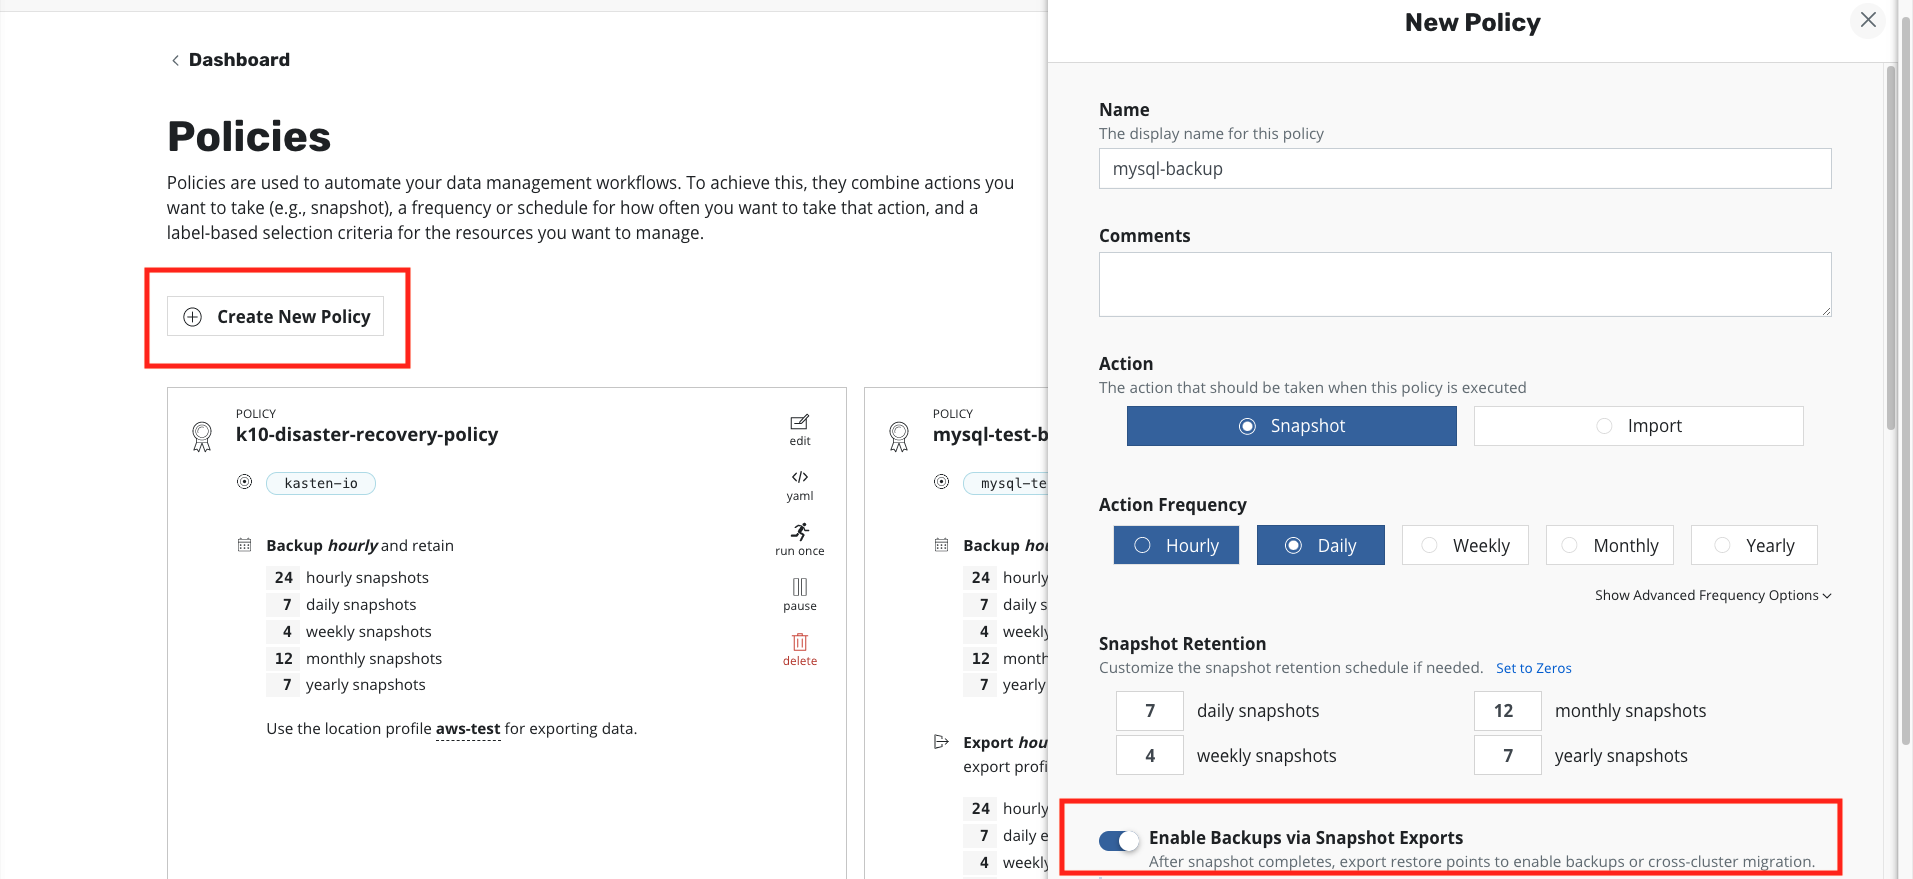 Dashboard
Policies
Policies are used to automate your data management workflows. To achieve this, they combine actions you
want to take (e.g., snapshot), a frequency or schedule for how often you want to take that action, and a
label-based selection criteria for the resources you want to manage.
Create New Policy
POLICY
k10-disaster-recovery-policy
kasten-io
Backup hourly and retain
24 hourly snapshots
7 daily snapshots
4 weekly snapshots
12 monthly snapshots
7 yearly snapshots
Use the location profile aws-test for exporting data.
edit
yaml
run once
pause
delete
POLICY
mysql-test-b
mysql-te
Backup hou
24 hourly
7 daily s
4 weekly
12 month
7 yearly
Export hou
export profi
24 hourly
7 daily e
4 weekly
New Policy
Name
The display name for this policy
mysql-backup
Comments
Action
The action that should be taken when this policy is executed
Snapshot Import
Action Frequency
Hourly Daily Weekly Monthly Yearly
Show Advanced Frequency Options
Snapshot Retention
Customize the snapshot retention schedule if needed. Set to Zeros
7 daily snapshots 12 monthly snapshots
4 weekly snapshots 7 yearly snapshots
Enable Backups via Snapshot Exports
After snapshot completes, export restore points to enable backups or cross-cluster migration.